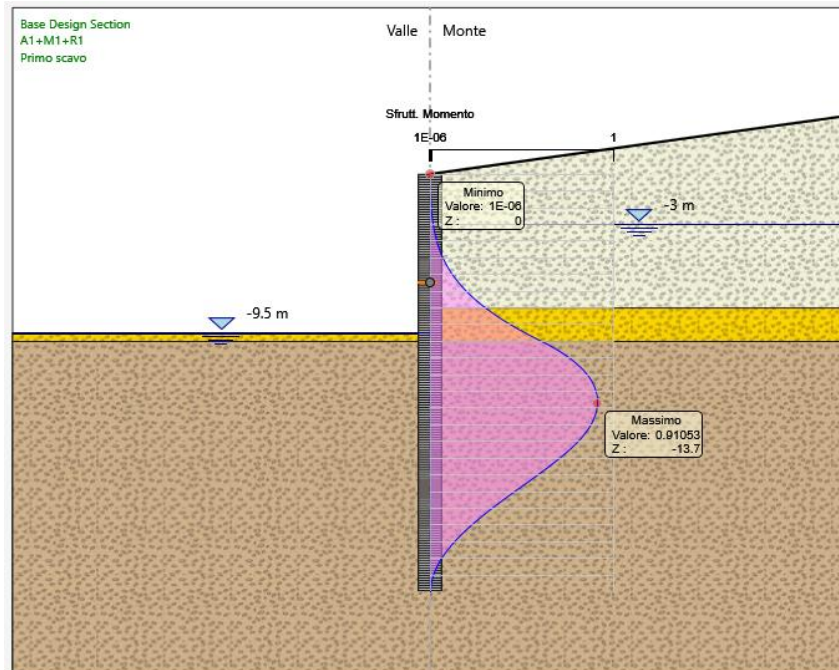 Base Design Section
A1+M1+R1
Primo scavo
Valle Monte
Sfrutt. Momento
1E-06 1
Minimo
Valore: 1E-06
Z : 0
-3 m
-9.5 m
Massimo
Valore: 0.91053
Z : -13.7